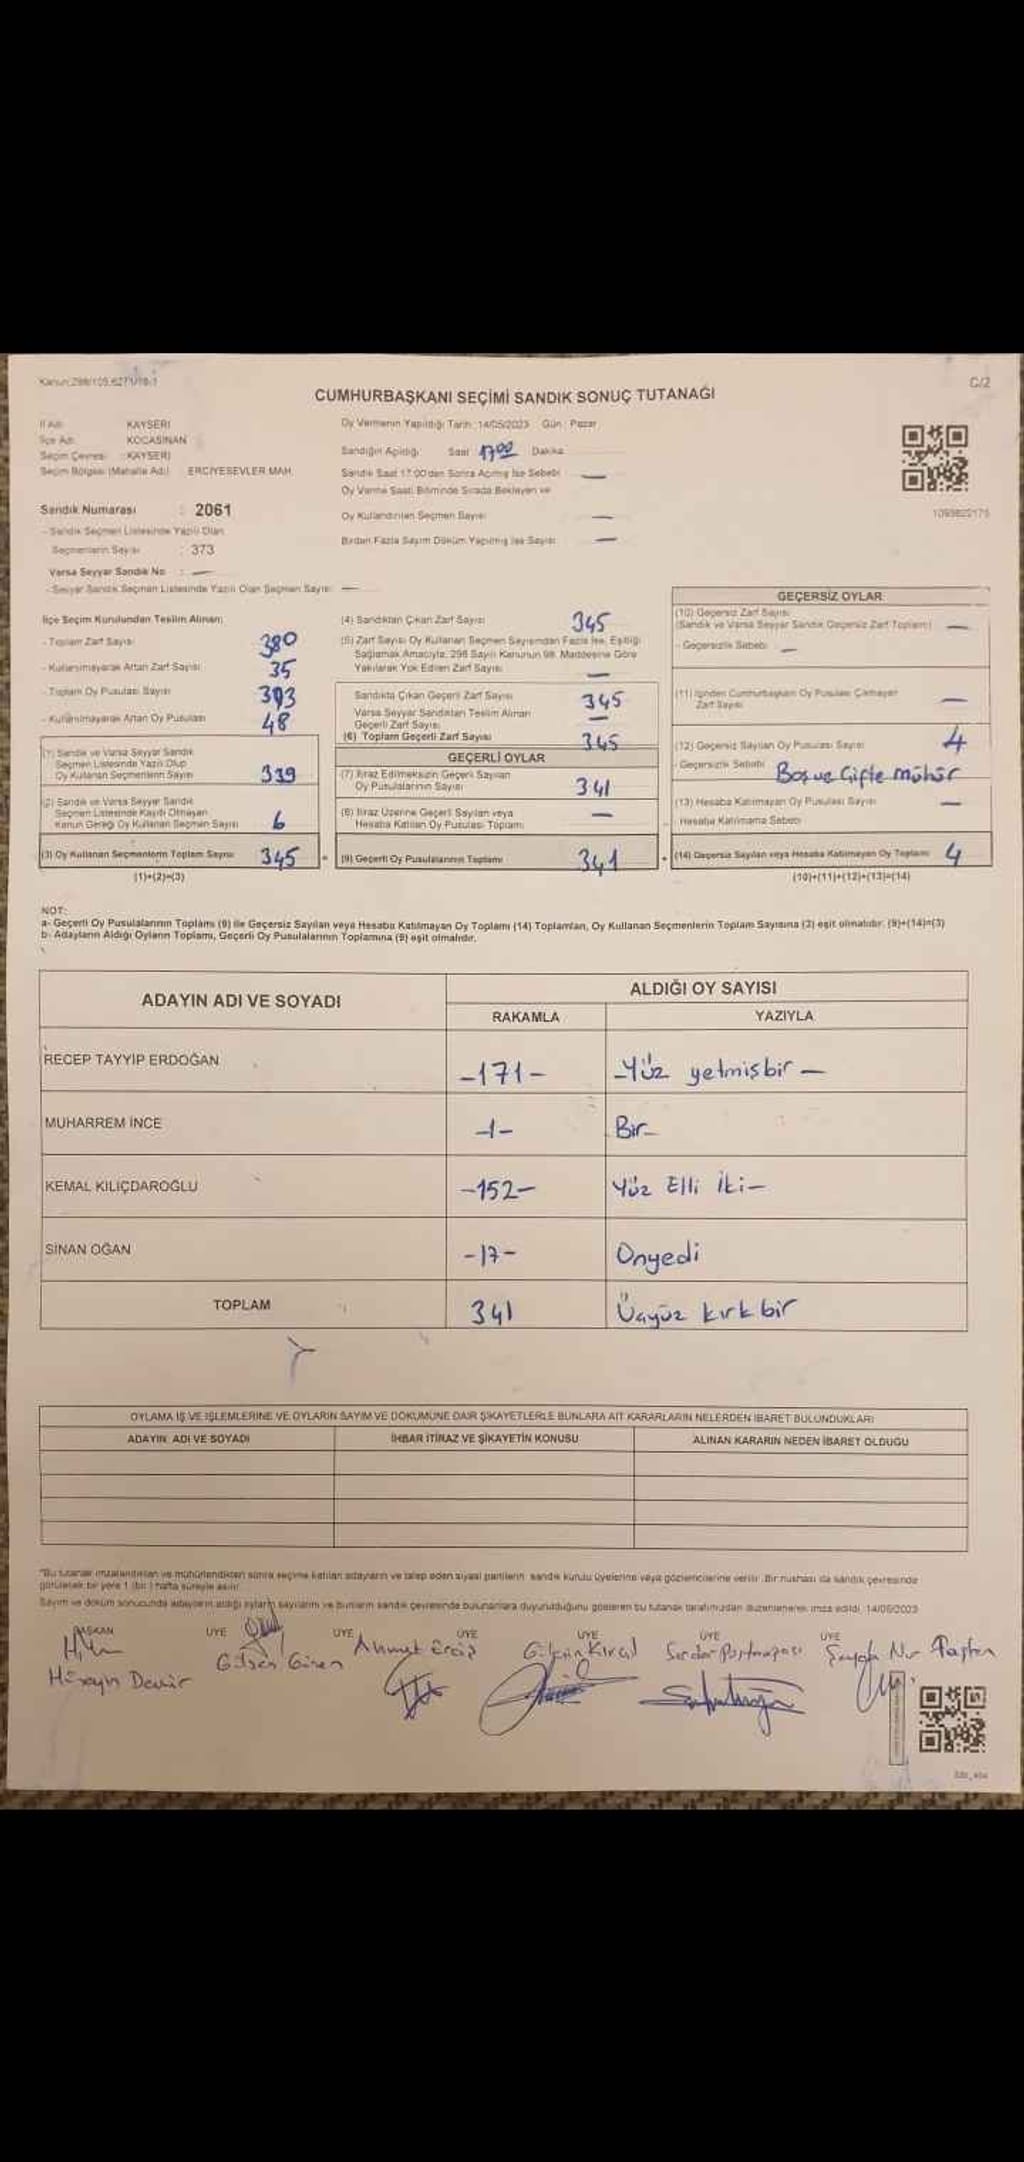 Kanun:298/105,6271/18-1
C/2
CUMHURBAŞKANI SEÇİMİ SANDIK SONUÇ TUTANAĞI
İl Adı : KAYSERİ
İlçe Adı : KOCASİNAN
Seçim Çevresi : KAYSERİ
Seçim Bölgesi (Mahalle Adı) : ERCİYESEVLER MAH.
Oy Vermenin Yapıldığı Tarih :14/05/2023 Gün : Pazar
Sandığın Açıldığı Saat 17 00 Dakika
Sandık Saat 17:00'den Sonra Açılmış İse Sebebi —
Oy Verme Saati Bitiminde Sırada Bekleyen ve
Oy Kullandırılan Seçmen Sayısı —
Birden Fazla Sayım Döküm Yapılmış İse Sayısı —
Sandık Numarası : 2061
- Sandık Seçmen Listesinde Yazılı Olan
Seçmenlerin Sayısı : 373
Varsa Seyyar Sandık No : —
- Seyyar Sandık Seçmen Listesinde Yazılı Olan Seçmen Sayısı : —
İlçe Seçim Kurulundan Teslim Alınan;
- Toplam Zarf Sayısı 380
- Kullanılmayarak Artan Zarf Sayısı 35
- Toplam Oy Pusulası Sayısı 393
- Kullanılmayarak Artan Oy Pusulası 48
(1) Sandık ve Varsa Seyyar Sandık
Seçmen Listesinde Yazılı Olup
Oy Kullanan Seçmenlerin Sayısı 339
(2) Sandık ve Varsa Seyyar Sandık
Seçmen Listesinde Kayıtlı Olmayan
Kanun Gereği Oy Kullanan Seçmen Sayısı 6
(3) Oy Kullanan Seçmenlerin Toplam Sayısı 345
(1)+(2)=(3)
(4) Sandıktan Çıkan Zarf Sayısı 345
(5) Zarf Sayısı Oy Kullanan Seçmen Sayısından Fazla İse, Eşitliği
Sağlamak Amacıyla, 298 Sayılı Kanunun 98. Maddesine Göre
Yakılarak Yok Edilen Zarf Sayısı —
Sandıkta Çıkan Geçerli Zarf Sayısı 345
Varsa Seyyar Sandıktan Teslim Alınan
Geçerli Zarf Sayısı —
(6) Toplam Geçerli Zarf Sayısı 345
GEÇERLİ OYLAR
(7) İtiraz Edilmeksizin Geçerli Sayılan
Oy Pusulalarının Sayısı 341
(8) İtiraz Üzerine Geçerli Sayılan veya
Hesaba Katılan Oy Pusulası Toplamı —
(9) Geçerli Oy Pusulalarının Toplamı 341
GEÇERSİZ OYLAR
(10) Geçersiz Zarf Sayısı
(Sandık ve Varsa Seyyar Sandık Geçersiz Zarf Toplamı) —
- Geçersizlik Sebebi —
(11) İçinden Cumhurbaşkanı Oy Pusulası Çıkmayan
Zarf Sayısı —
(12) Geçersiz Sayılan Oy Pusulası Sayısı 4
- Geçersizlik Sebebi Boş ve Çifte mühür
(13) Hesaba Katılmayan Oy Pusulası Sayısı —
- Hesaba Katılmama Sebebi
(14) Geçersiz Sayılan veya Hesaba Katılmayan Oy Toplamı 4
(10)+(11)+(12)+(13)=(14)
NOT:
a- Geçerli Oy Pusulalarının Toplamı (9) ile Geçersiz Sayılan veya Hesaba Katılmayan Oy Toplamı (14) Toplamları, Oy Kullanan Seçmenlerin Toplam Sayısına (3) eşit olmalıdır. (9)+(14)=(3)
b- Adayların Aldığı Oyların Toplamı, Geçerli Oy Pusulalarının Toplamına (9) eşit olmalıdır.
ADAYIN ADI VE SOYADI
ALDIĞI OY SAYISI
RAKAMLA YAZIYLA
RECEP TAYYİP ERDOĞAN -171- -Yüz yetmişbir —
MUHARREM İNCE -1- Bir-
KEMAL KILIÇDAROĞLU -152- Yüz Elli İki-
SİNAN OĞAN -17- Onyedi
TOPLAM 341 Üçyüz kırk bir
OYLAMA İŞ VE İŞLEMLERİNE VE OYLARIN SAYIM VE DÖKÜMÜNE DAİR ŞİKAYETLERLE BUNLARA AİT KARARLARIN NELERDEN İBARET BULUNDUKLARI
ADAYIN ADI VE SOYADI İHBAR İTİRAZ VE ŞİKAYETİN KONUSU ALINAN KARARIN NEDEN İBARET OLDUĞU
*Bu tutanak imzalandıktan ve mühürlendikten sonra seçime katılan adayların ve talep eden siyasi partilerin sandık kurulu üyelerine veya gözlemcilerine verilir. Bir nüshası da sandık çevresinde
görülecek bir yere 1 (bir) hafta süreyle asılır.
Sayım ve döküm sonucunda adayların aldığı oyların sayılarını ve bunların sandık çevresinde bulunanlara duyurulduğunu gösteren bu tutanak tarafımızdan düzenlenerek imza edildi. 14/05/2023
BAŞKAN ÜYE ÜYE ÜYE ÜYE ÜYE ÜYE
Hüseyin Demir Gülşen Güren Ahmet Ercis Gülçin Kıral Serdar Nur Taştan